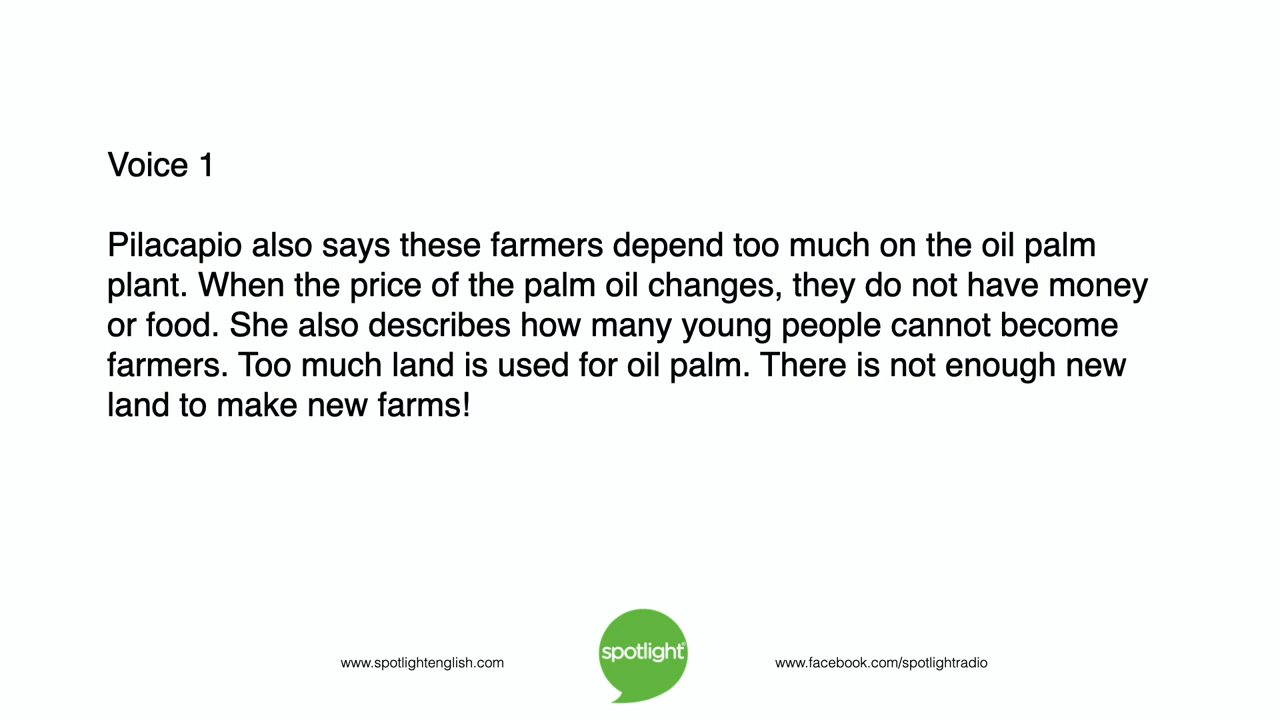 Voice 1
Pilacapio also says these farmers depend too much on the oil palm
plant. When the price of the palm oil changes, they do not have money
or food. She also describes how many young people cannot become
farmers. Too much land is used for oil palm. There is not enough new
land to make new farms!
www.spotlightenglish.com
spotlight®
www.facebook.com/spotlightradio